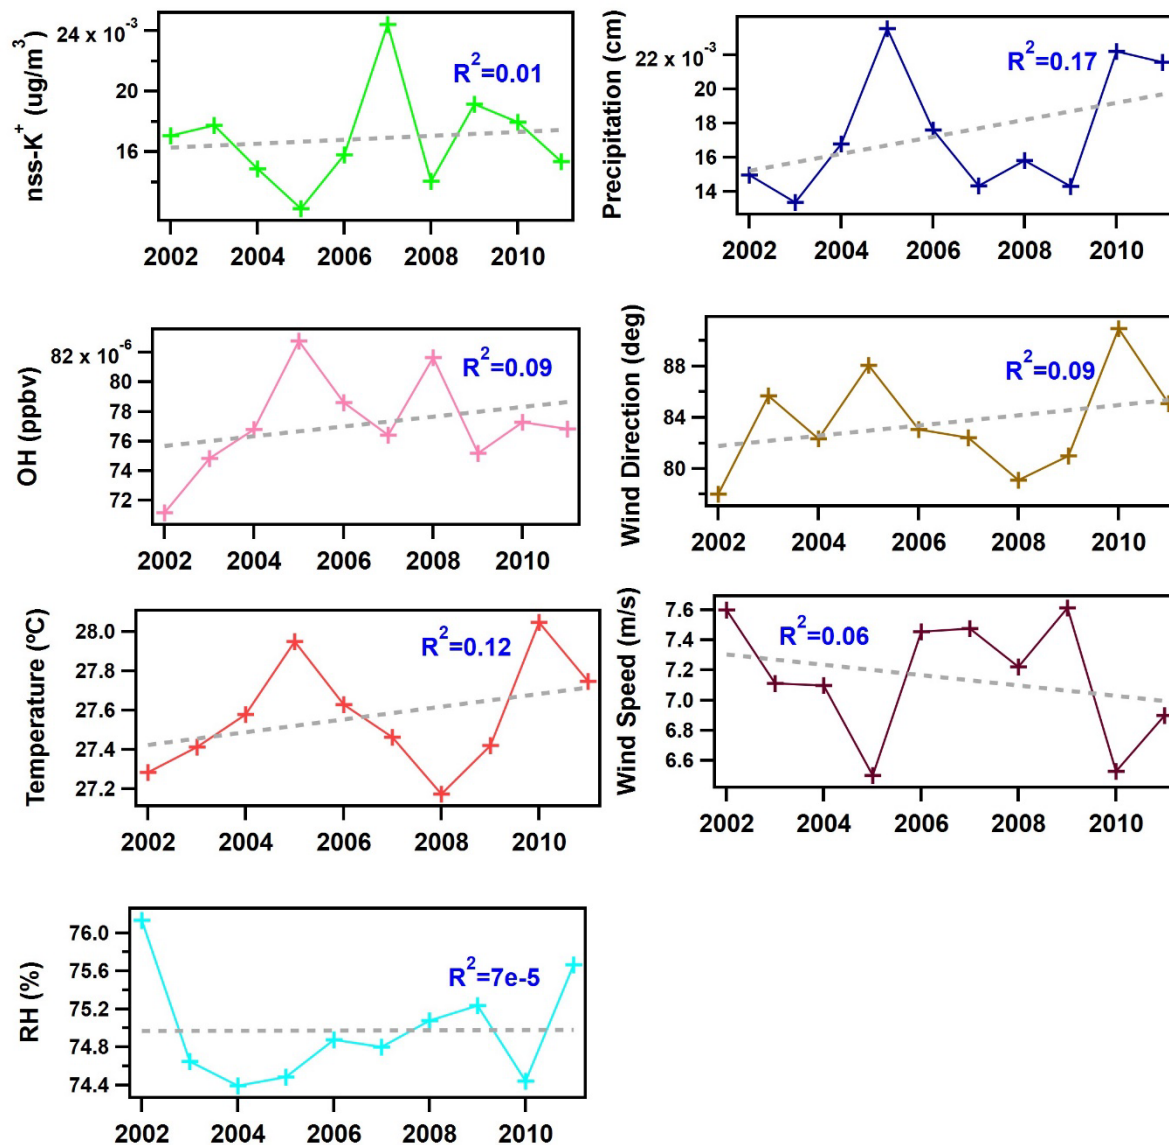 nss-K+ (ug/m3)
24 x 10-3
20
16
R2=0.01
2002 2004 2006 2008 2010
Precipitation (cm)
22 x 10-3
20
18
16
14
R2=0.17
2002 2004 2006 2008 2010
OH (ppbv)
82 x 10-6
80
78
76
74
72
R2=0.09
2002 2004 2006 2008 2010
Wind Direction (deg)
88
84
80
R2=0.09
2002 2004 2006 2008 2010
Temperature (ºC)
28.0
27.8
27.6
27.4
27.2
R2=0.12
2002 2004 2006 2008 2010
Wind Speed (m/s)
7.6
7.4
7.2
7.0
6.8
6.6
R2=0.06
2002 2004 2006 2008 2010
RH (%)
76.0
75.6
75.2
74.8
74.4
R2=7e-5
2002 2004 2006 2008 2010